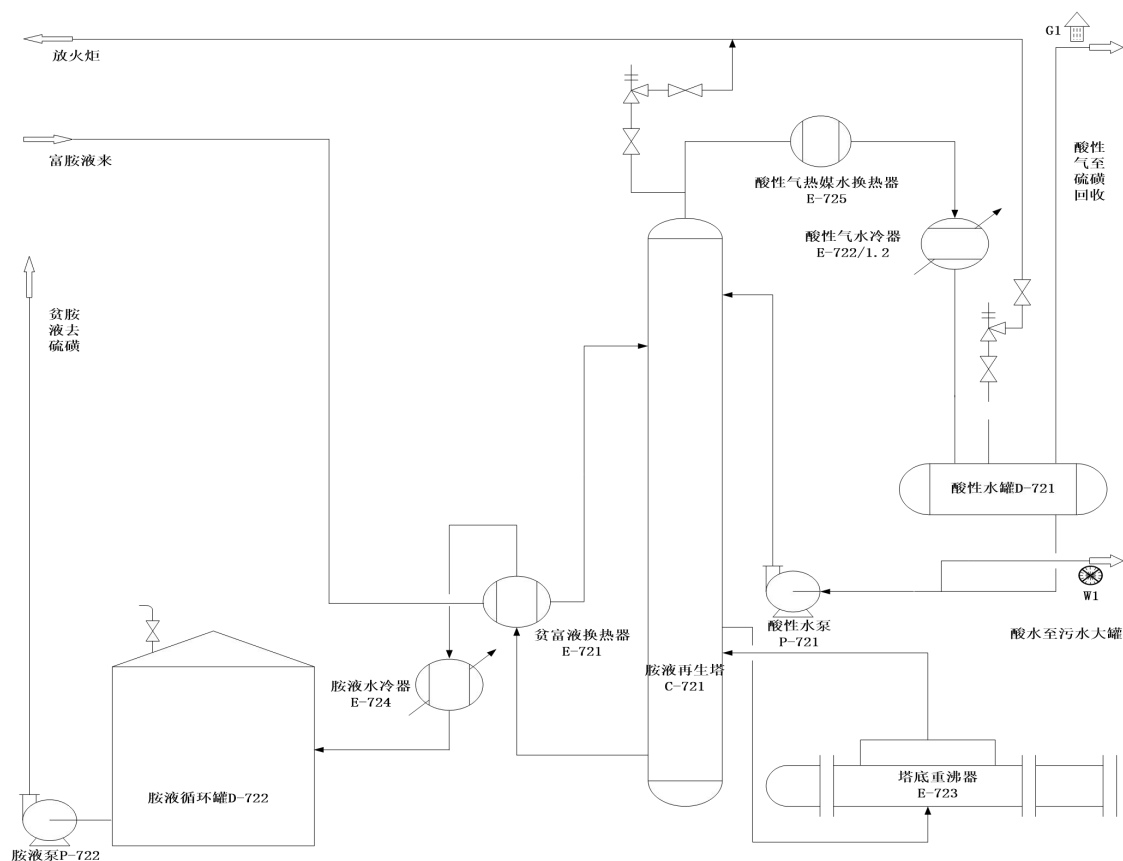 G1
放火炬
富胺液来
酸性
气至
硫磺
回收
酸性气热媒水换热器
E-725
酸性气水冷器
E-722/1.2
贫胺
液去
硫磺
酸性水罐D-721
W1
酸性水泵
P-721
酸水至污水大罐
贫富液换热器
E-721
胺液再生塔
C-721
胺液水冷器
E-724
塔底重沸器
E-723
胺液循环罐D-722
胺液泵P-722